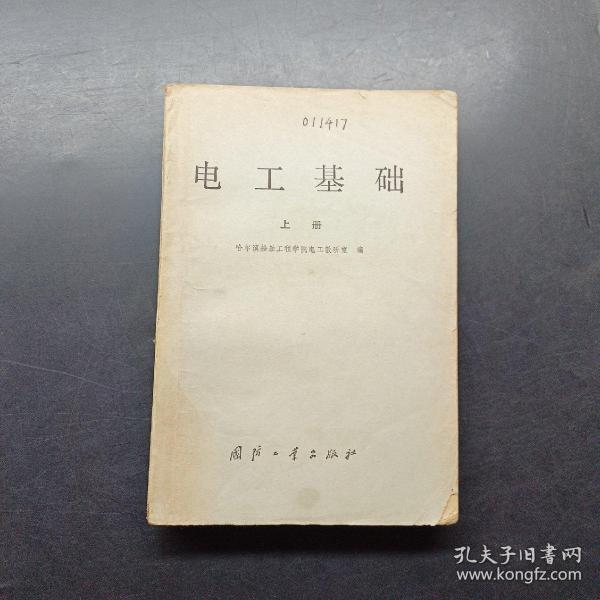 011417
电工基础
上册
哈尔滨船舶工程学院电工教研室 编
国防工业出版社
孔夫子旧书网
www.kongfz.com